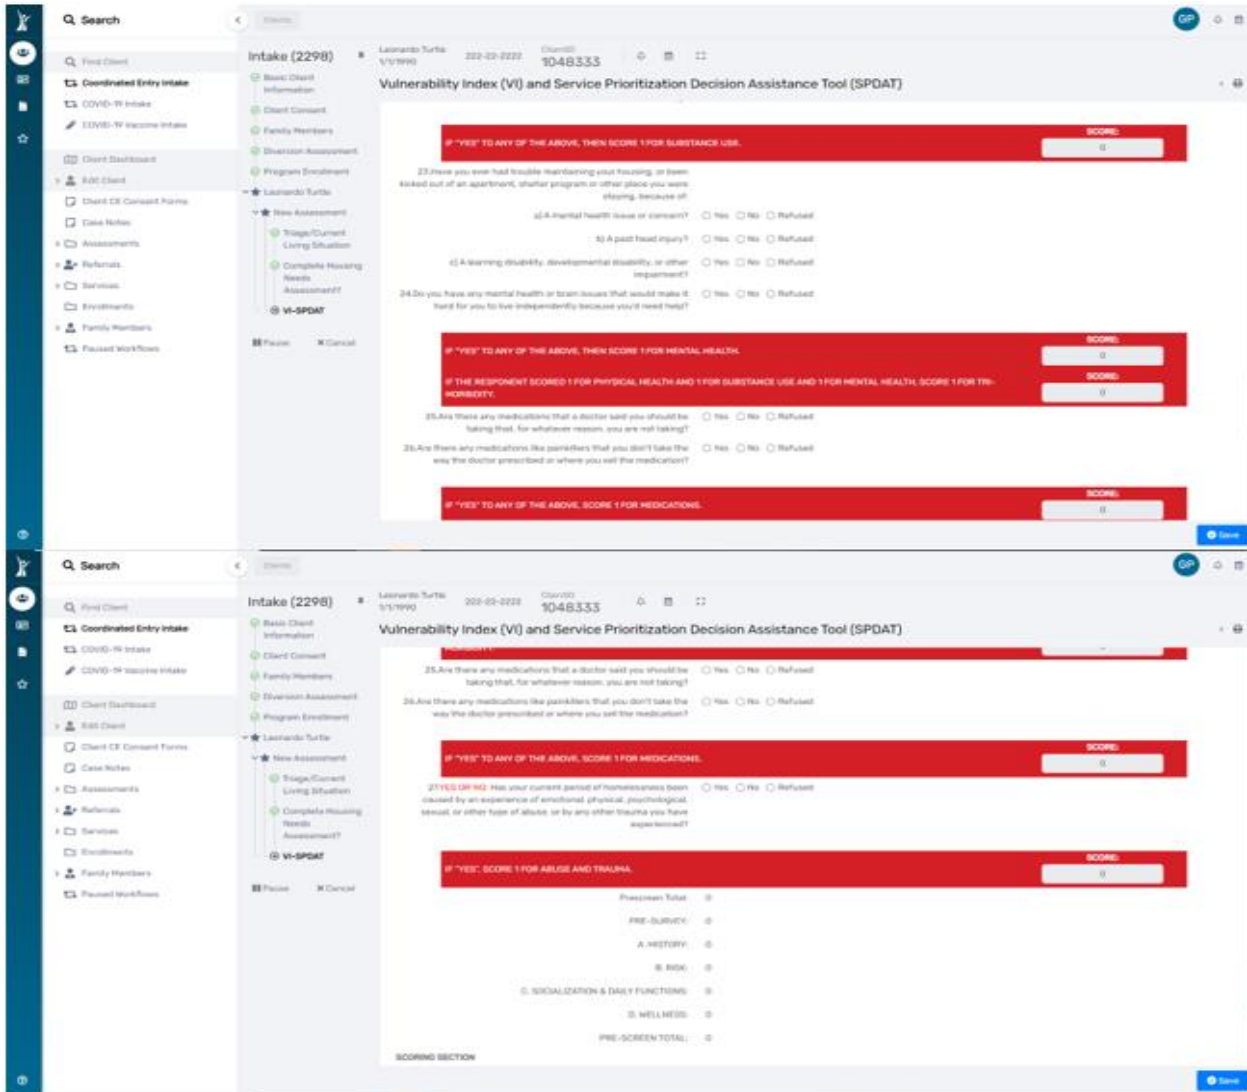 Search
Clients
GP
Find Client
Coordinated Entry Intake
COVID-19 Intake
COVID-19 Vaccine Intake
Client Dashboard
Edit Client
Client CE Consent Forms
Case Notes
Assessments
Referrals
Services
Enrollments
Family Members
Paused Workflows
Intake (2298)
Basic Client
Information
Client Consent
Family Members
Diversion Assessment
Program Enrollment
Leonardo Turtle
New Assessment
Triage/Current
Living Situation
Complete Housing
Needs
Assessment?
VI-SPDAT
Pause Cancel
Leonardo Turtle
1/1/1990
222-22-2222
ClientID
1048333
Vulnerability Index (VI) and Service Prioritization Decision Assistance Tool (SPDAT)
SCORE:
IF "YES" TO ANY OF THE ABOVE, THEN SCORE 1 FOR SUBSTANCE USE.
0
23.Have you ever had trouble maintaining your housing, or been
kicked out of an apartment, shelter program or other place you were
staying, because of:
a) A mental health issue or concern? Yes No Refused
b) A past head injury? Yes No Refused
c) A learning disability, developmental disability, or other Yes No Refused
impairment?
24.Do you have any mental health or brain issues that would make it Yes No Refused
hard for you to live independently because you'd need help?
SCORE:
IF "YES" TO ANY OF THE ABOVE, THEN SCORE 1 FOR MENTAL HEALTH.
0
SCORE:
IF THE RESPONENT SCORED 1 FOR PHYSICAL HEALTH AND 1 FOR SUBSTANCE USE AND 1 FOR MENTAL HEALTH, SCORE 1 FOR TRI-
MORBIDITY.
0
25.Are there any medications that a doctor said you should be Yes No Refused
taking that, for whatever reason, you are not taking?
26.Are there any medications like painkillers that you don't take the Yes No Refused
way the doctor prescribed or where you sell the medication?
SCORE:
IF "YES" TO ANY OF THE ABOVE, SCORE 1 FOR MEDICATIONS.
0
Save
Search
Clients
GP
Find Client
Coordinated Entry Intake
COVID-19 Intake
COVID-19 Vaccine Intake
Client Dashboard
Edit Client
Client CE Consent Forms
Case Notes
Assessments
Referrals
Services
Enrollments
Family Members
Paused Workflows
Intake (2298)
Basic Client
Information
Client Consent
Family Members
Diversion Assessment
Program Enrollment
Leonardo Turtle
New Assessment
Triage/Current
Living Situation
Complete Housing
Needs
Assessment?
VI-SPDAT
Pause Cancel
Leonardo Turtle
1/1/1990
222-22-2222
ClientID
1048333
Vulnerability Index (VI) and Service Prioritization Decision Assistance Tool (SPDAT)
MORBIDITY.
0
25.Are there any medications that a doctor said you should be Yes No Refused
taking that, for whatever reason, you are not taking?
26.Are there any medications like painkillers that you don't take the Yes No Refused
way the doctor prescribed or where you sell the medication?
SCORE:
IF "YES" TO ANY OF THE ABOVE, SCORE 1 FOR MEDICATIONS.
0
27.YES OR NO: Has your current period of homelessness been Yes No Refused
caused by an experience of emotional, physical, psychological,
sexual, or other type of abuse, or by any other trauma you have
experienced?
SCORE:
IF "YES", SCORE 1 FOR ABUSE AND TRAUMA.
0
Prescreen Total: 0
PRE-SURVEY: 0
A. HISTORY: 0
B. RISK: 0
C. SOCIALIZATION & DAILY FUNCTIONS: 0
D. WELLNESS: 0
PRE-SCREEN TOTAL: 0
SCORING SECTION
Save